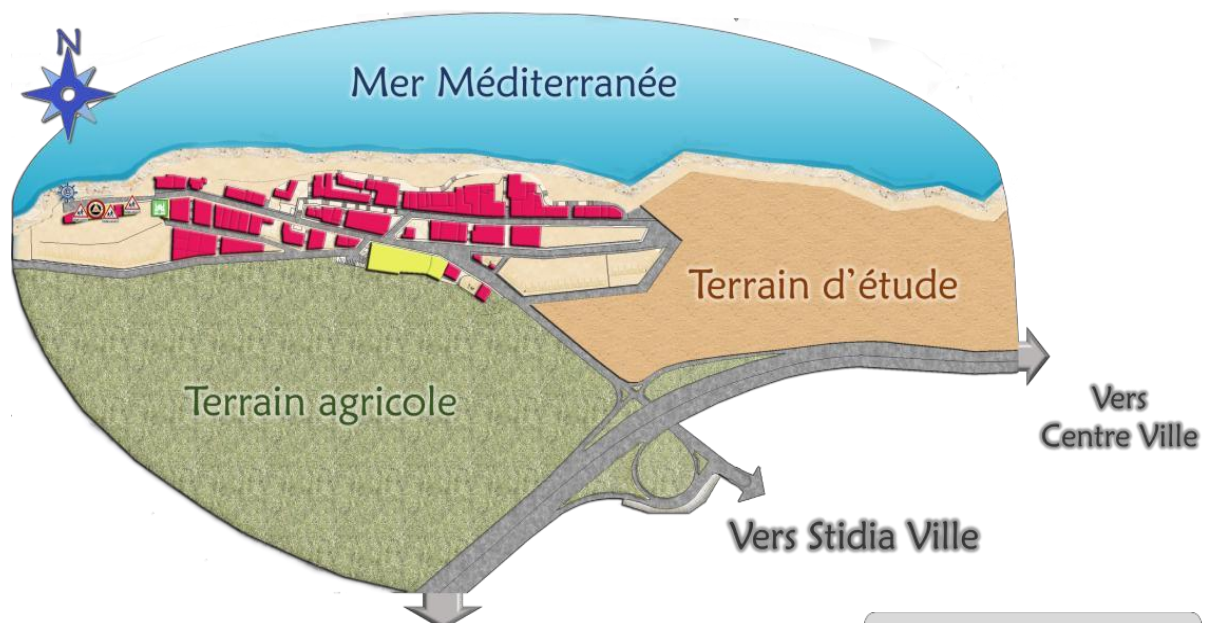 N
Mer Méditerranée
Terrain d'étude
Terrain agricole
Vers
Centre Ville
Vers Stidia Ville